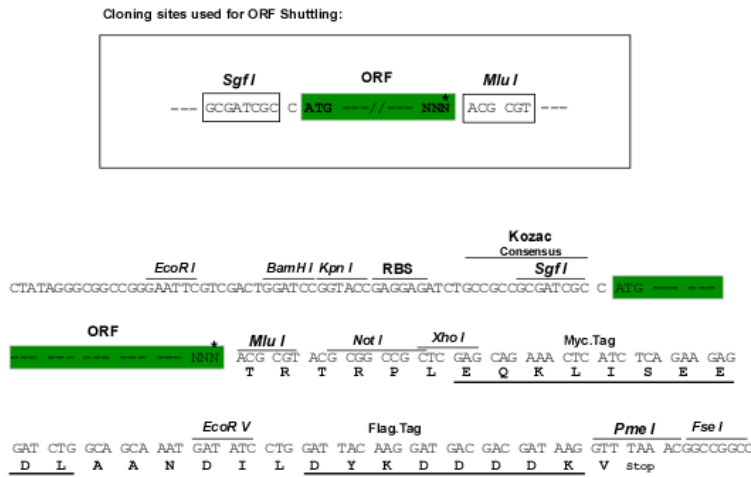 Cloning sites used for ORF Shuttling:
Sgf I ORF Mlu I
--- GCGATCGC C ATG ---//--- NNN* ACG CGT ---
Kozac
Consensus
EcoR I BamH I Kpn I RBS Sgf I
CTATAGGGCGGCCGGGAATTCGTCGACTGGATCCGGTACCGAGGAGATCTGCCGCCGCGATCGC C ATG --- ---
ORF
Mlu I Not I Xho I Myc.Tag
--- --- --- --- --- NNN* ACG CGT ACG CGG CCG CTC GAG CAG AAA CTC ATC TCA GAA GAG
T R T R P L E Q K L I S E E
EcoR V Flag.Tag Pme I Fse I
GAT CTG GCA GCA AAT GAT ATC CTG GAT TAC AAG GAT GAC GAC GAT AAG GTT TAA ACGGCCGGCC
D L A A N D I L D Y K D D D D K V Stop